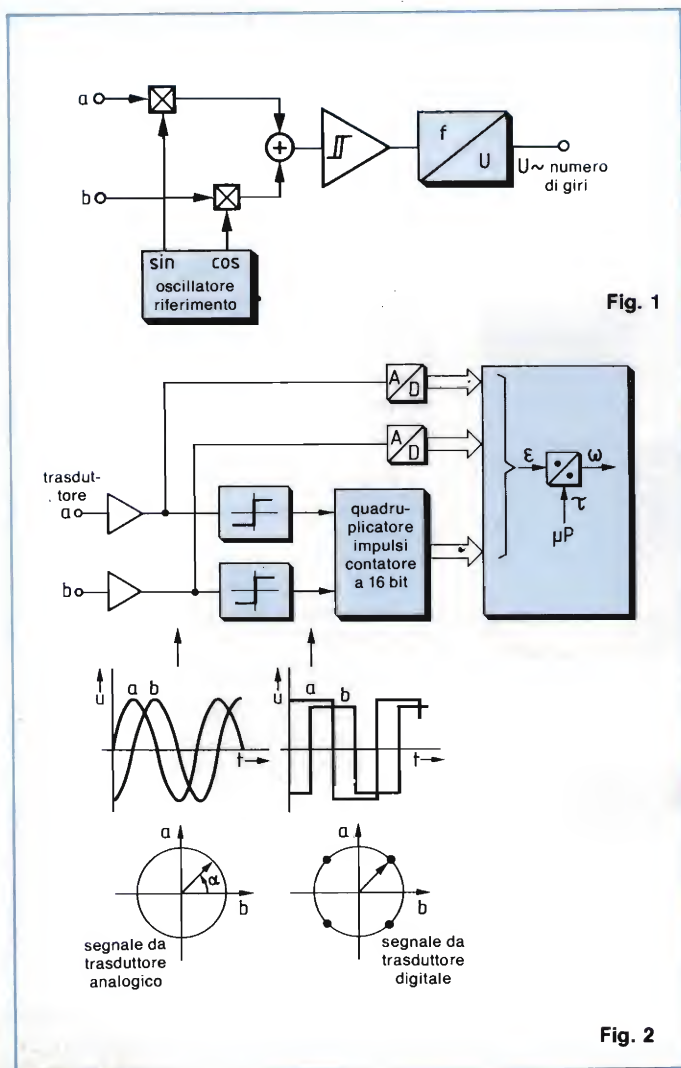 a
b
sin cos
oscillatore
riferimento
+
f
U
U~ numero
di giri
Fig. 1
A
D
A
D
trasdut-
tore
a
b
quadru-
plicatore
impulsi
contatore
a 16 bit
ε
ω
τ
μP
u
a b
t
u
a
b
t
a
α
b
a
b
segnale da
trasduttore
analogico
segnale da
trasduttore
digitale
Fig. 2